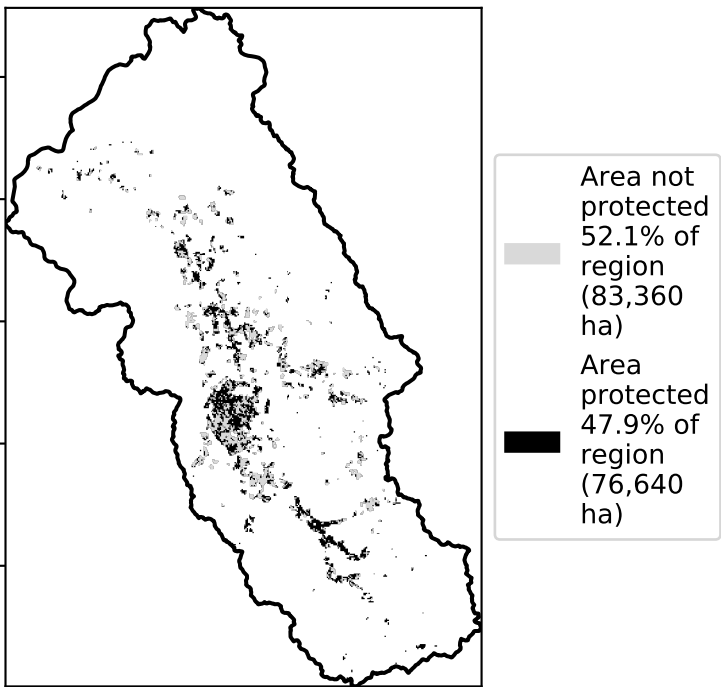 Area not
protected
52.1% of
region
(83,360
ha)
Area
protected
47.9% of
region
(76,640
ha)